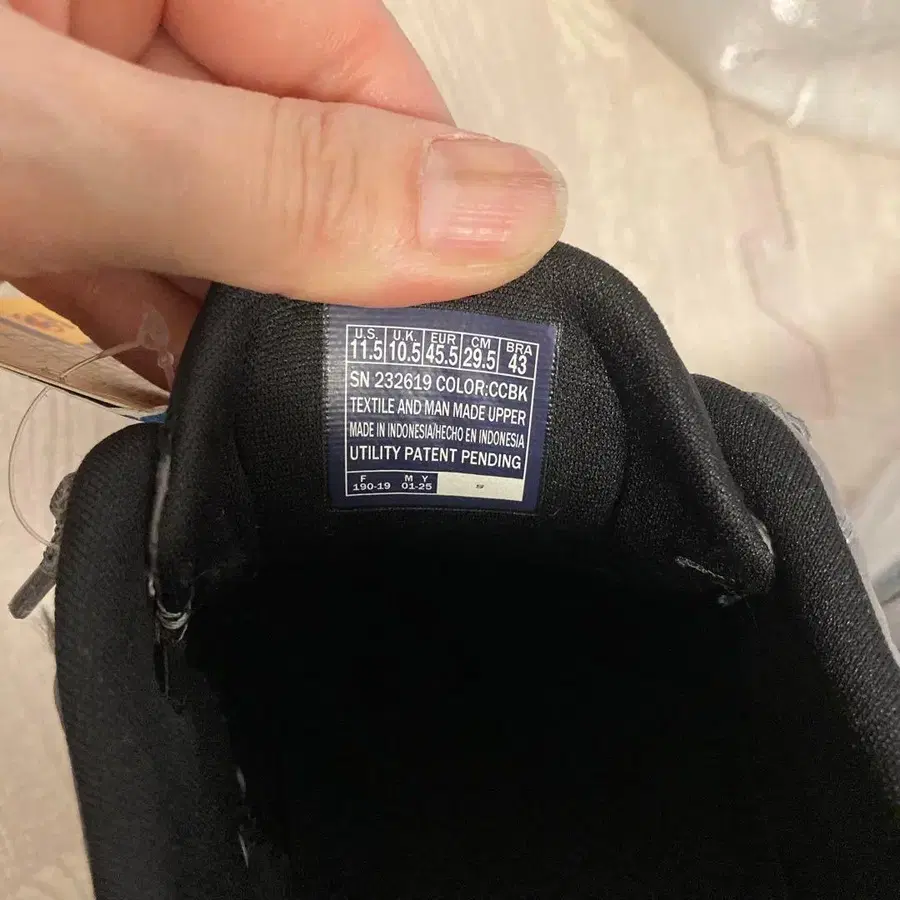 U.S. U.K. EUR CM BRA
11.5 10.5 45.5 29.5 43
SN 232619 COLOR:CCBK
TEXTILE AND MAN MADE UPPER
MADE IN INDONESIA/HECHO EN INDONESIA
UTILITY PATENT PENDING
F M Y
190-19 01-25